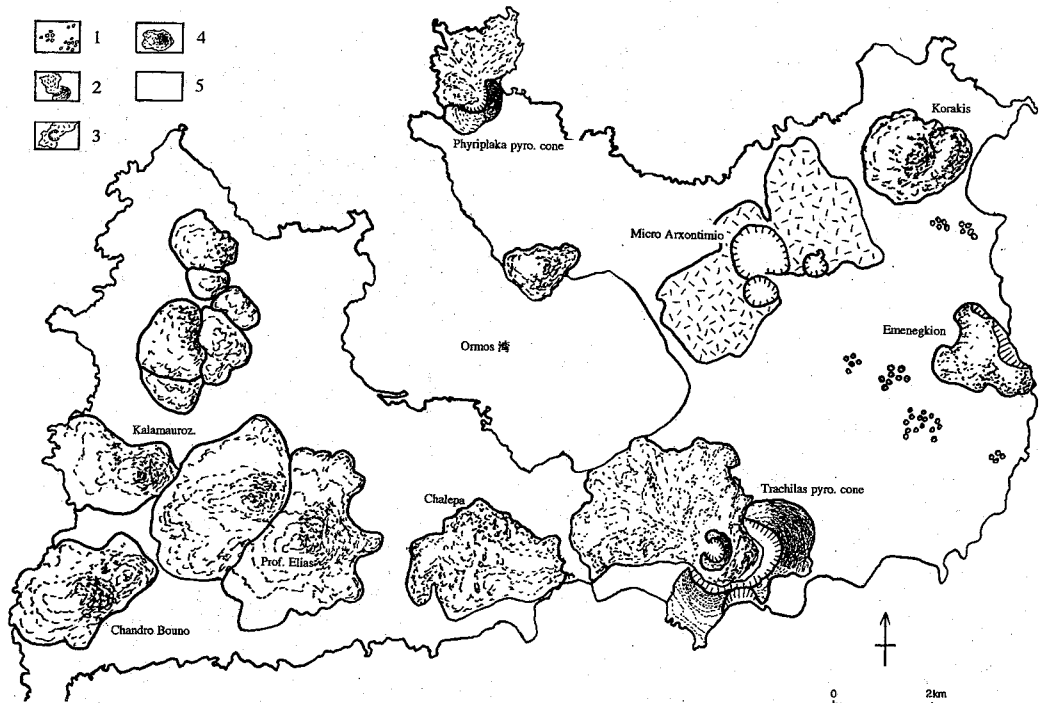 1
4
2
5
3
Phyriplaka pyro. cone
Korakis
Micro Arxontimio
Emenegkion
Ormos 湾
Kalamauroz.
Chalepa
Trachilas pyro. cone
Prof. Elias
Chandro Bouno
0 2km